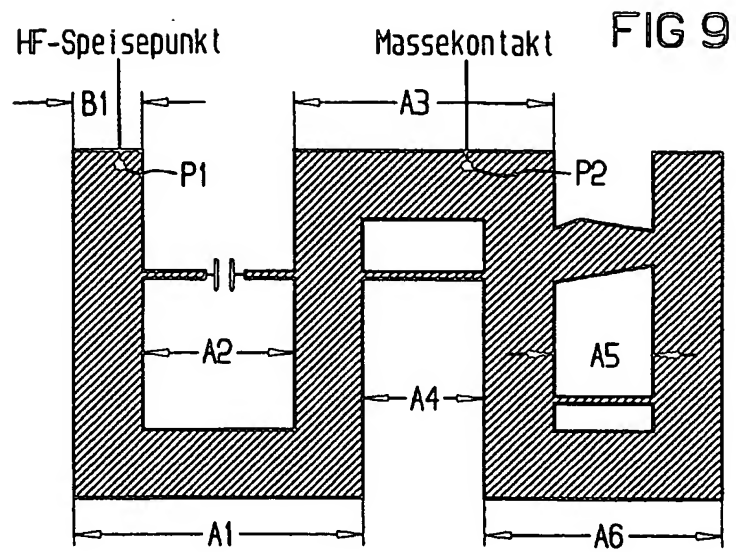 FIG 9
HF-Speisepunkt
Massekontakt
B1
A3
P1
P2
A2
A5
A4
A1
A6